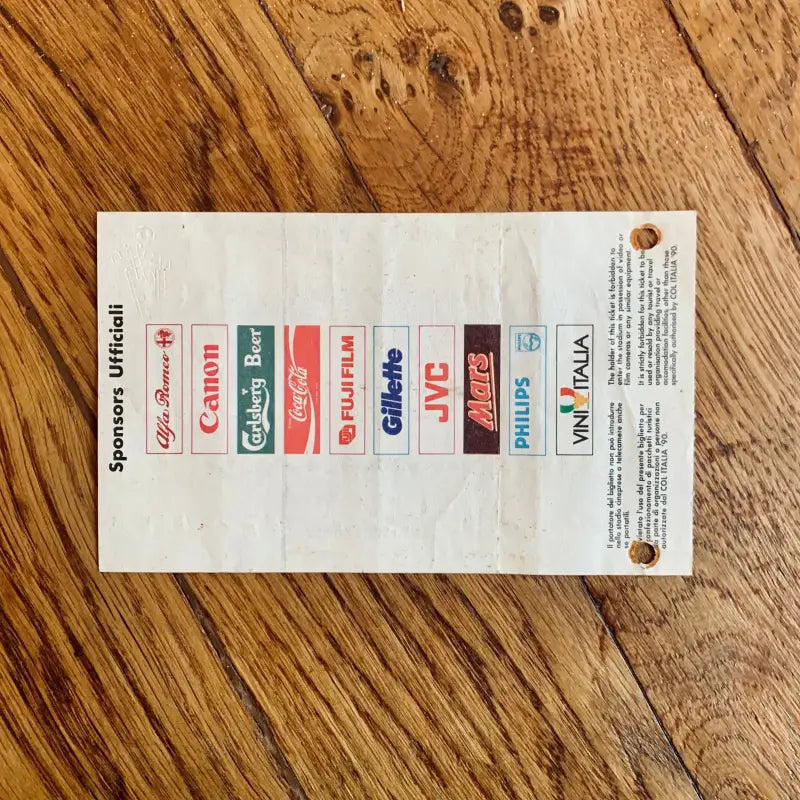 Sponsors Ufficiali
Alfa Romeo
Canon
Carlsberg Beer
Coca-Cola
FUJIFILM
Gillette
JVC
Mars
PHILIPS
PHILIPS
VINI ITALIA
Il portatore del biglietto non può introdurre
nello stadio cineprese o telecamere anche
se portatili.
vietato l'uso del presente biglietto per
confezionamento di pacchetti turistici
da parte di organizzazioni o persone non
autorizzate dal COL ITALIA '90.
The holder of this ticket is forbidden to
enter the stadium in possession of video or
film cameras or any similar equipment.
It is strictly forbidden for this ticket to be
used or resold by any tourist or travel
organisation providing travel or
accomodation facilities, other than those
specifically authorised by COL ITALIA '90.